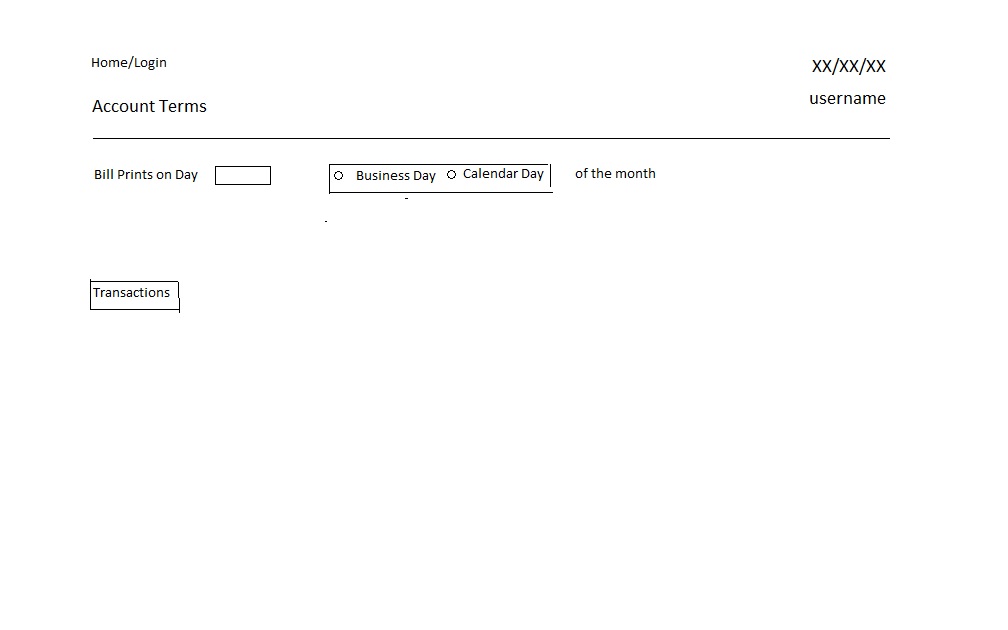 Home/Login
XX/XX/XX
Account Terms
username
Bill Prints on Day
Business Day Calendar Day
of the month
Transactions